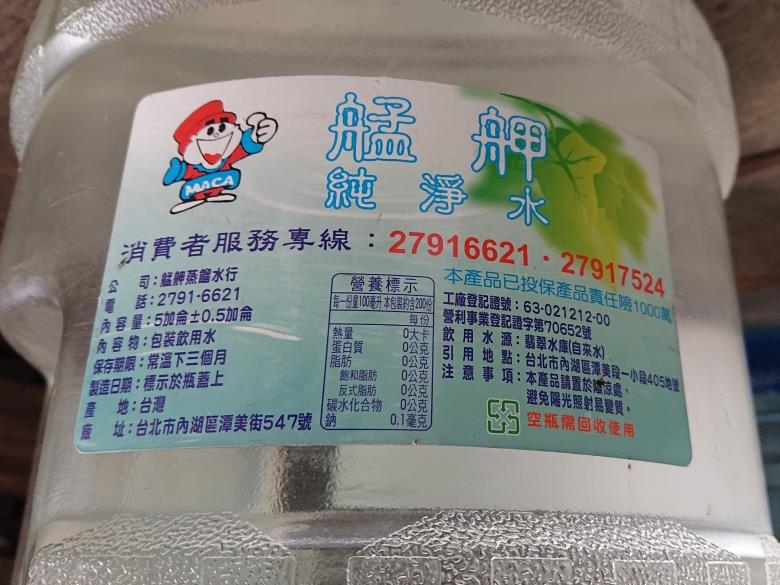 MACA
艋舺
純淨水
消費者服務專線：27916621・27917524
公司：艋舺蒸餾水行
電話：2791-6621
內容量：5加侖±0.5加侖
內容物：包裝飲用水
保存期限：常溫下三個月
製造日期：標示於瓶蓋上
產地：台灣
廠址：台北市內湖區潭美街547號
營養標示
每一份量100毫升 本包裝約含200份
每份
熱量 0大卡
蛋白質 0公克
脂肪 0公克
飽和脂肪 0公克
反式脂肪 0公克
碳水化合物 0公克
鈉 0.1毫克
本產品已投保產品責任險1000萬
工廠登記證號：63-021212-00
營利事業登記證字第70652號
飲用水源：翡翠水庫(自來水)
引用地點：台北市內湖區潭美段一小段405地號
注意事項：本產品請置於陰涼處，
避免陽光照射易變質。
空瓶需回收使用